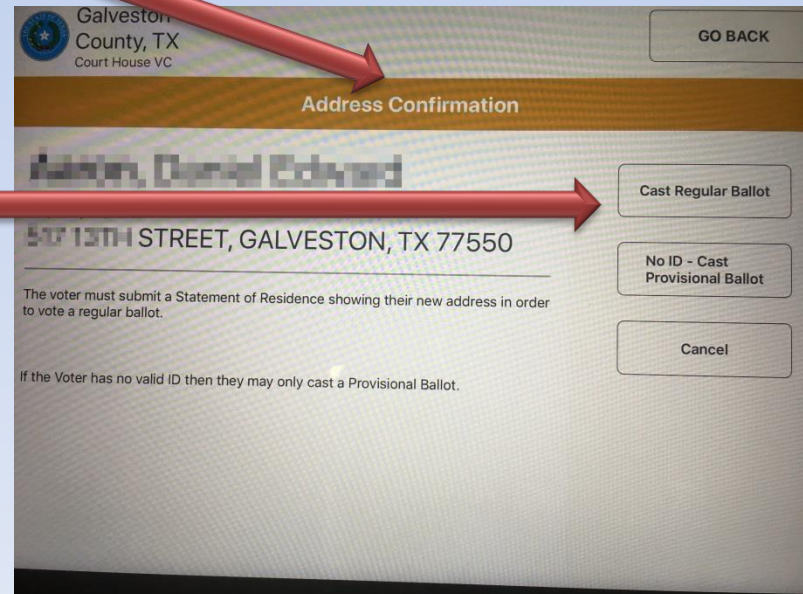 Galveston
County, TX
Court House VC
GO BACK
Address Confirmation
STREET, GALVESTON, TX 77550
The voter must submit a Statement of Residence showing their new address in order
to vote a regular ballot.
If the Voter has no valid ID then they may only cast a Provisional Ballot.
Cast Regular Ballot
No ID - Cast
Provisional Ballot
Cancel